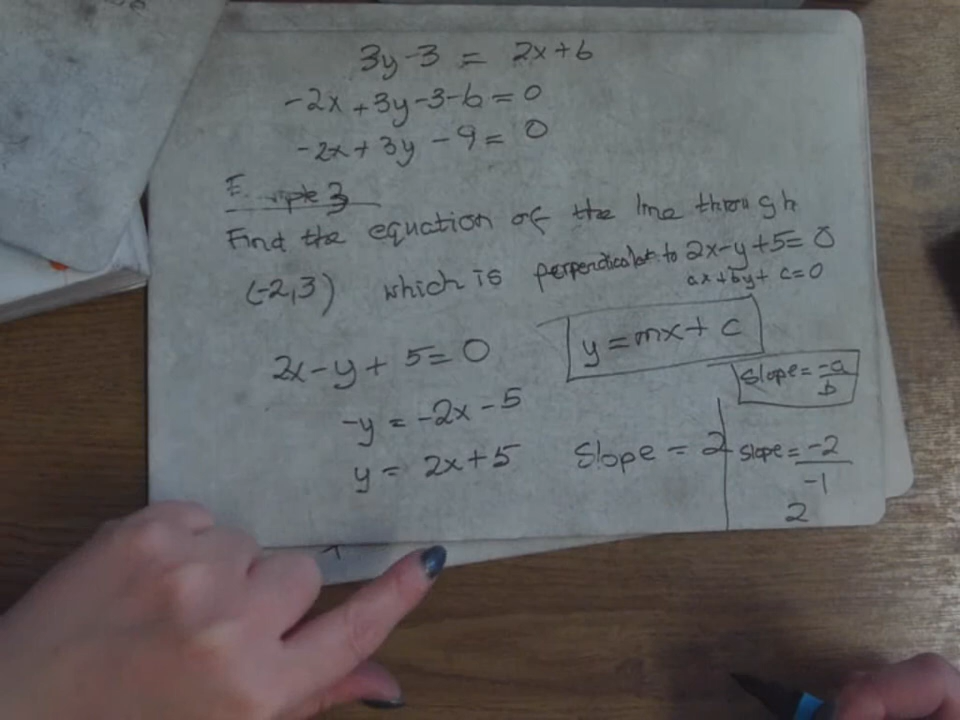 3y-3 = 2x+6
-2x+3y-3-6=0
-2x+3y-9=0
3
Find the equation of the line through
(-2,3) which is perpendicular to 2x-y+5=0
ax+by+c=0
2x-y+5=0
y=mx+c
Slope=-a/b
-y=-2x-5
y=2x+5
Slope=2
Slope=-2/-1
2